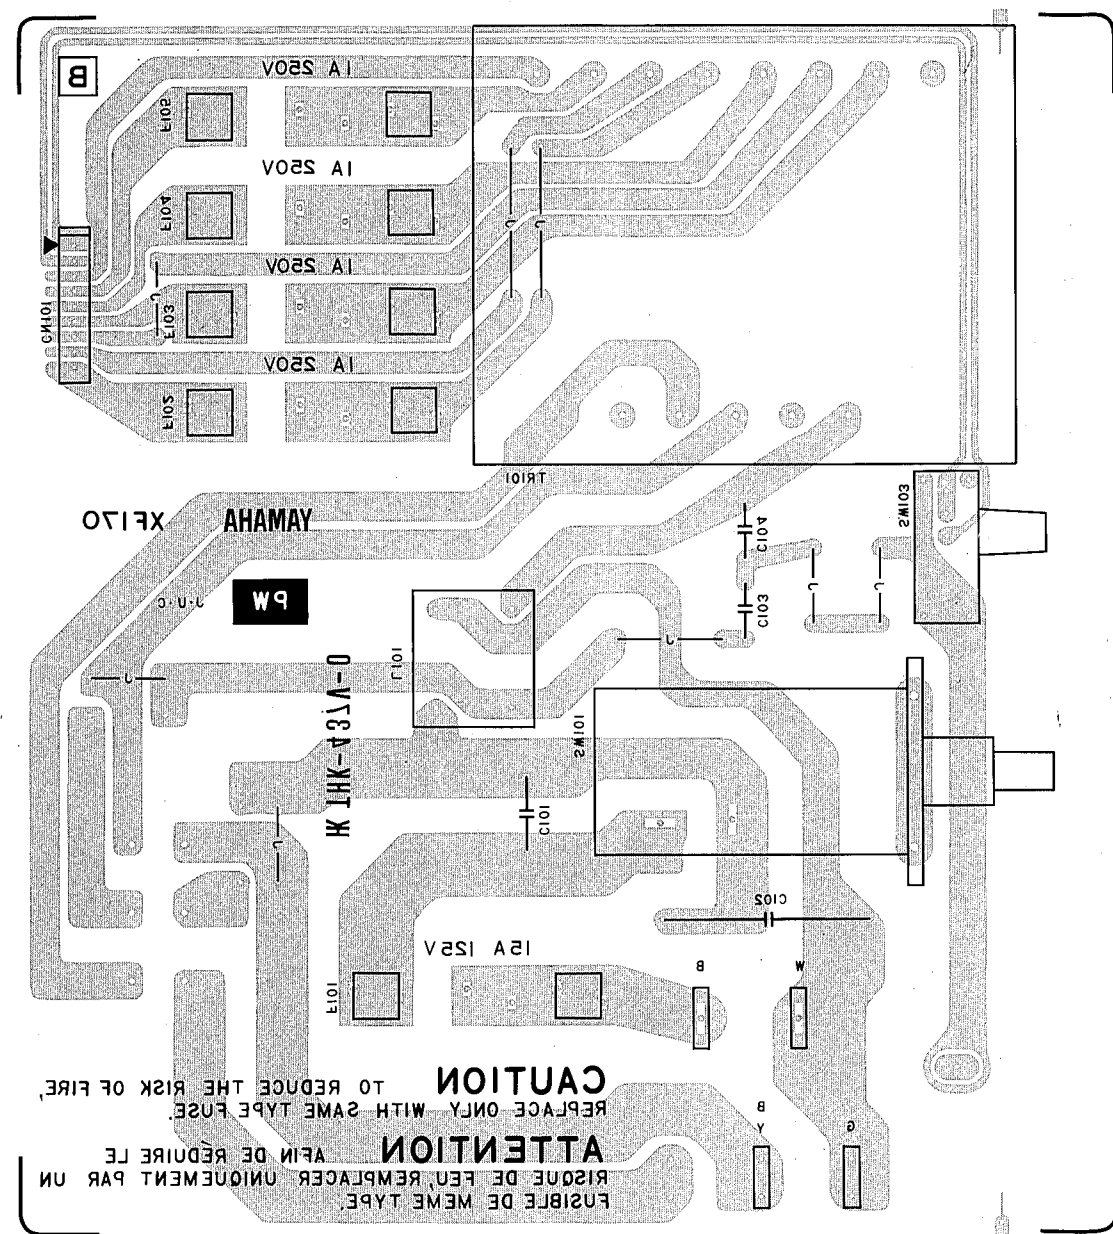 B
1A 250V
F105
1A 250V
F104
J
J
1A 250V
J
CN101
F103
1A 250V
F102
TR101
SW103
YAMAHA
XF170
C104
J
J
PW
J·U·C
C103
J
L101
J
SW101
IK THK-437V-0
C101
J
C102
15A 125V
F101
B
W
CAUTION TO REDUCE THE RISK OF FIRE,
REPLACE ONLY WITH SAME TYPE FUSE.
B
Y
G
ATTENTION AFIN DE RÉDUIRE LE
RISQUE DE FEU, REMPLACER UNIQUEMENT PAR UN
FUSIBLE DE MEME TYPE.